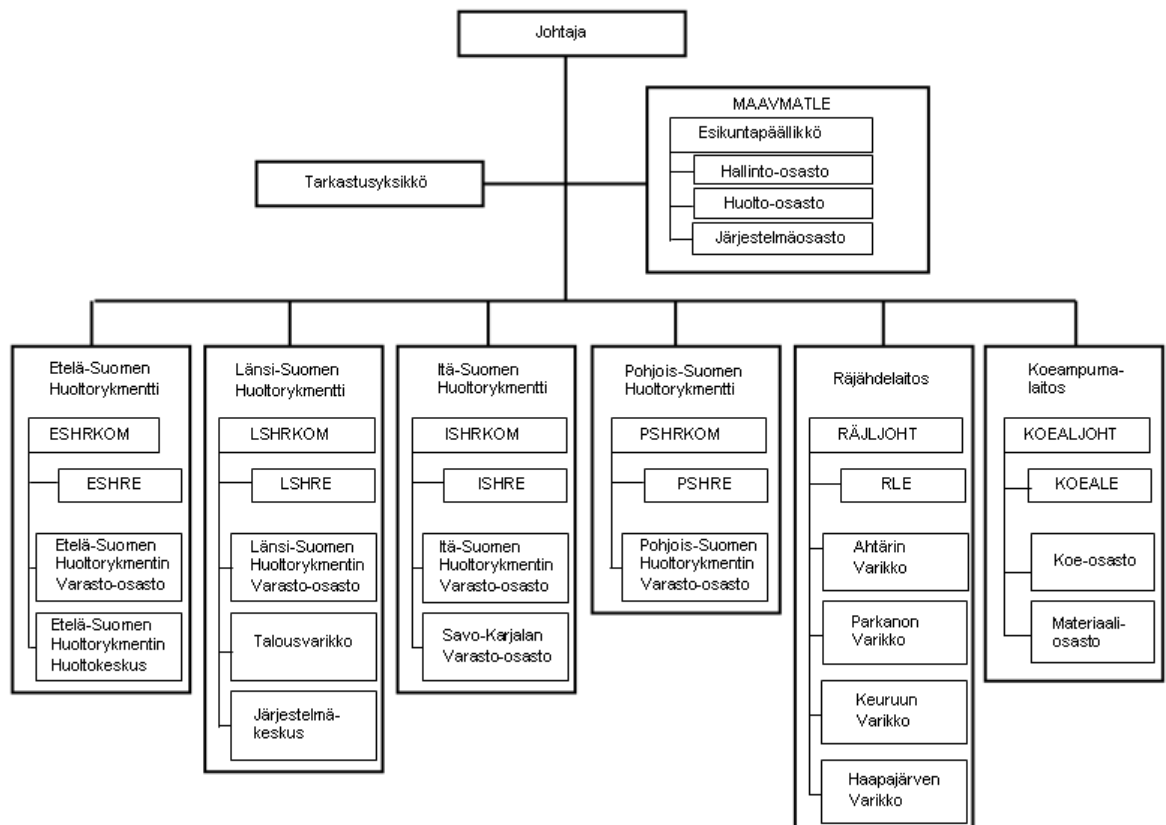 Johtaja
MAAVMATLE
Esikuntapäällikkö
Hallinto-osasto
Huolto-osasto
Järjestelmäosasto
Tarkastusyksikkö
Etelä-Suomen
Huoltorykmentti
ESHRKOM
ESHRE
Etelä-Suomen
Huoltorykmentin
Varasto-osasto
Etelä-Suomen
Huoltorykmentin
Huoltokeskus
Länsi-Suomen
Huoltorykmentti
LSHRKOM
LSHRE
Länsi-Suomen
Huoltorykmentin
Varasto-osasto
Talousvarikko
Järjestelmä-
keskus
Itä-Suomen
Huoltorykmentti
ISHRKOM
ISHRE
Itä-Suomen
Huoltorykmentin
Varasto-osasto
Savo-Karjalan
Varasto-osasto
Pohjois-Suomen
Huoltorykmentti
PSHRKOM
PSHRE
Pohjois-Suomen
Huoltorykmentin
Varasto-osasto
Räjähdelaitos
RÄJLJOHT
RLE
Ahtärin
Varikko
Parkanon
Varikko
Keuruun
Varikko
Haapajärven
Varikko
Koeampuma-
laitos
KOEALJOHT
KOEALE
Koe-osasto
Materiaali-
osasto